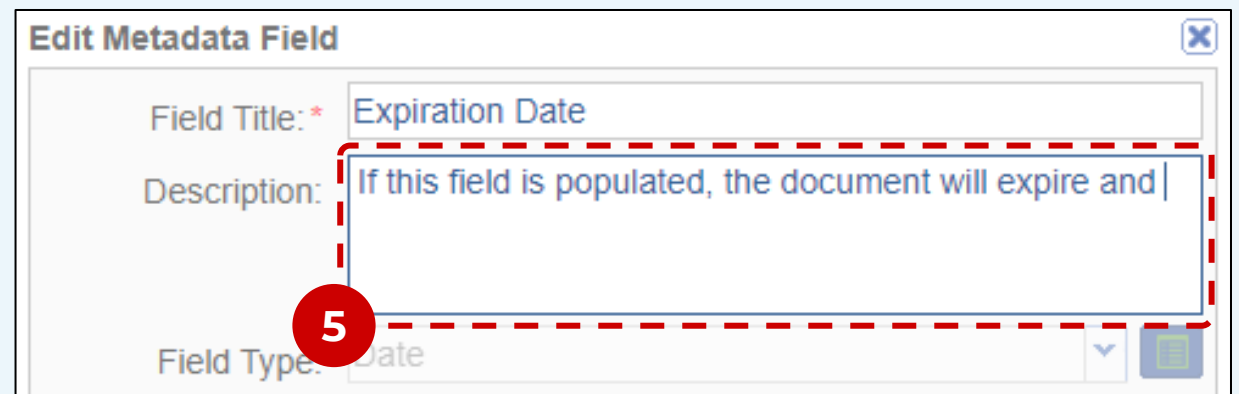 Edit Metadata Field
Field Title:* Expiration Date
Description: If this field is populated, the document will expire and
5
Field Type: Date